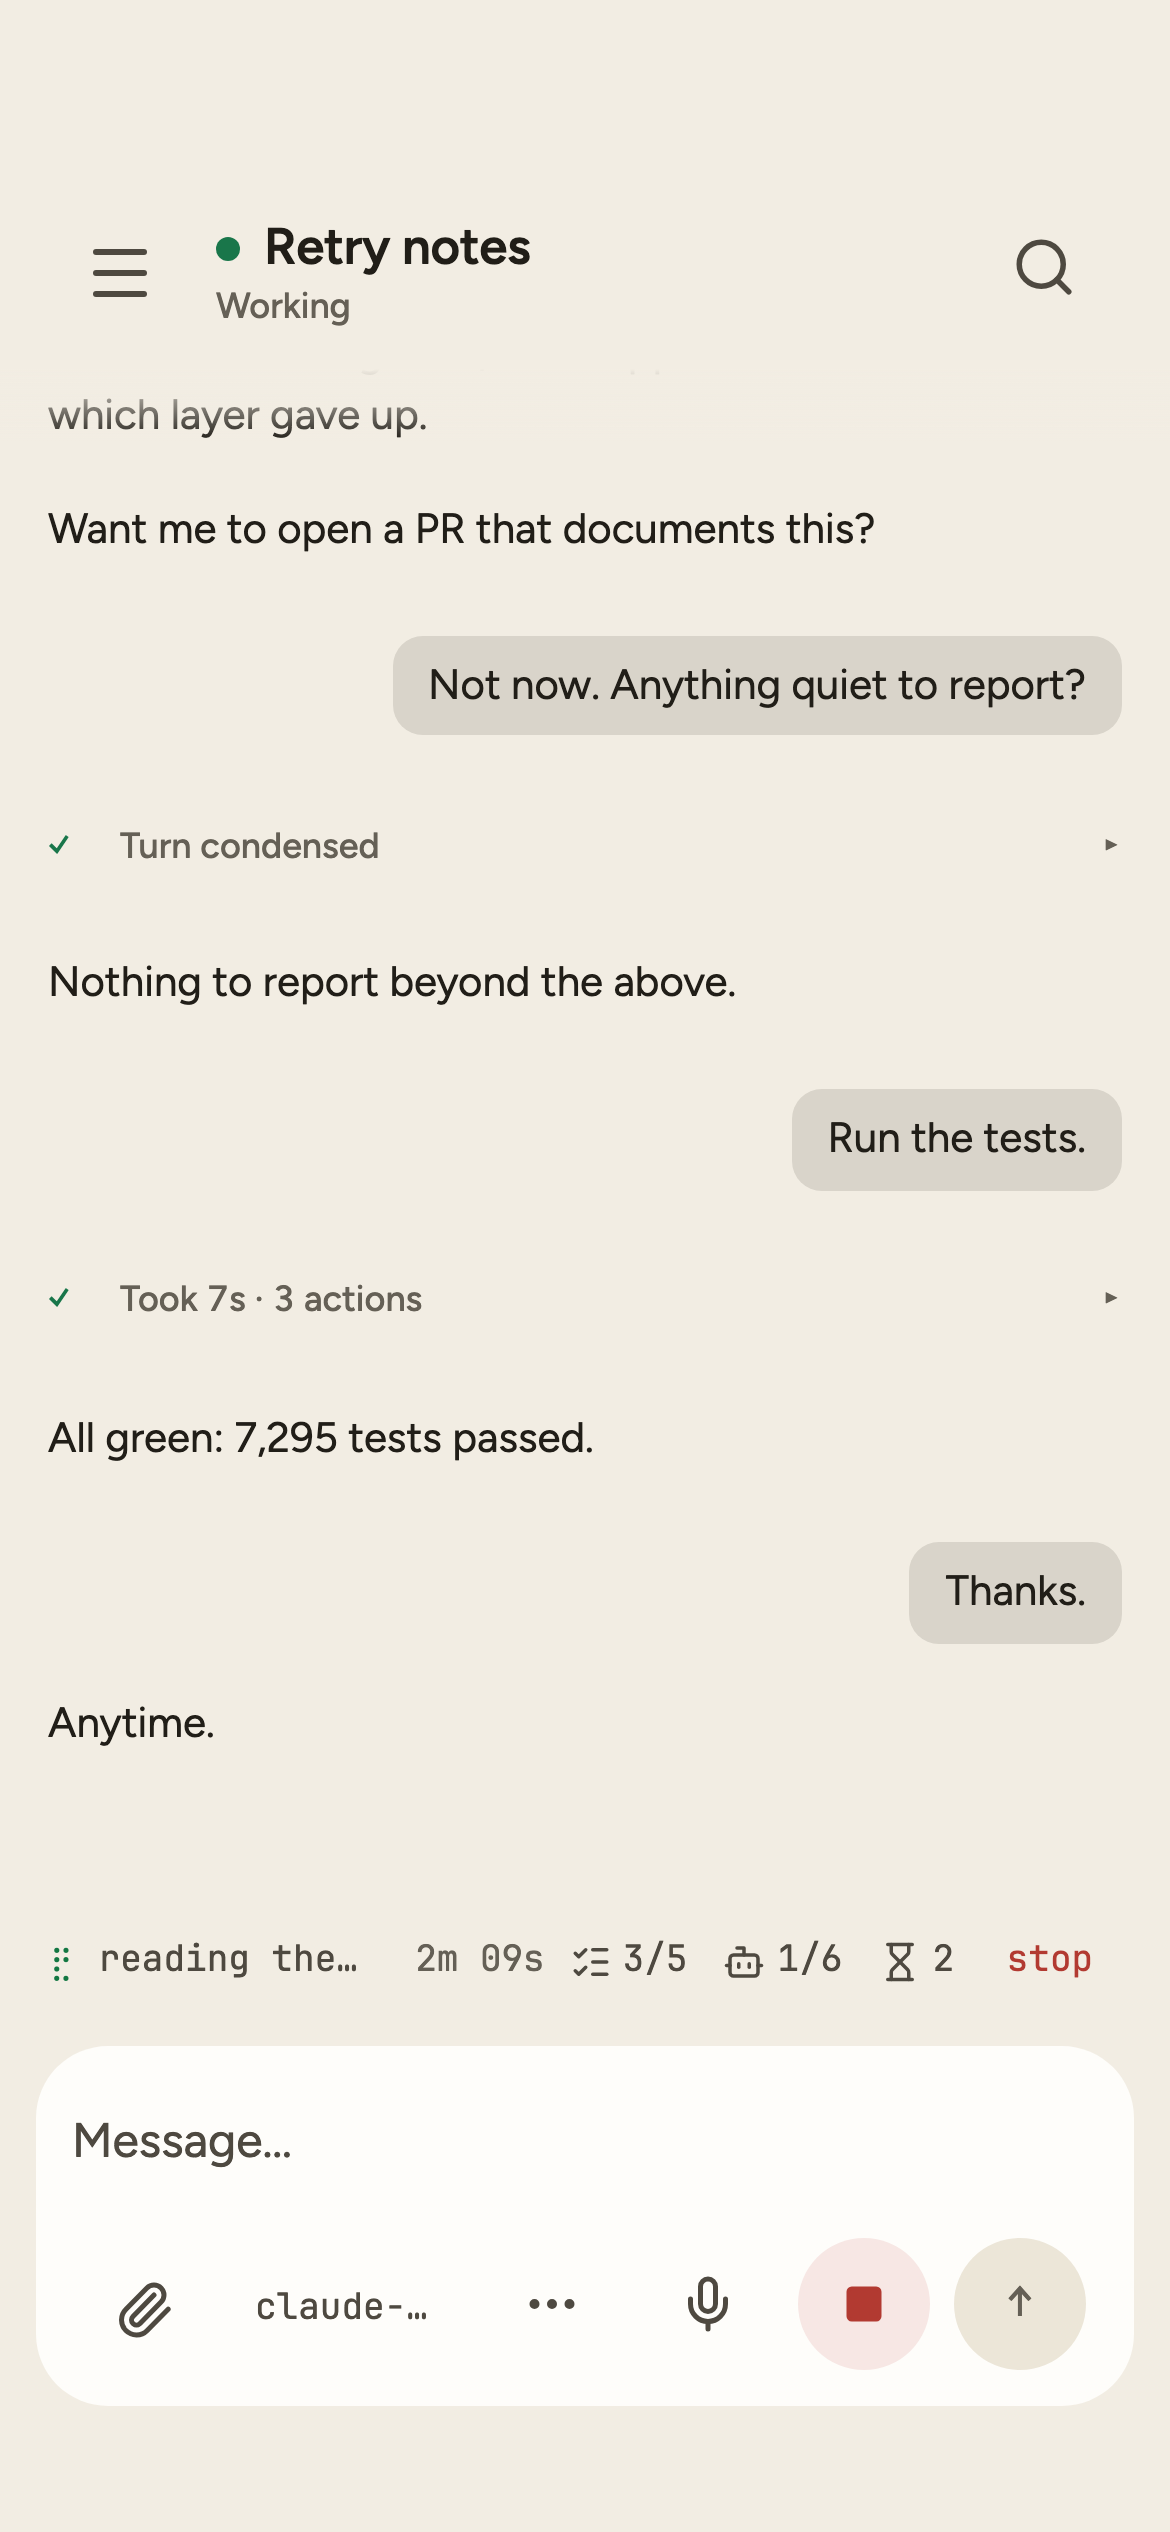 Retry notes
Working
which layer gave up.
Want me to open a PR that documents this?
Not now. Anything quiet to report?
Turn condensed
Nothing to report beyond the above.
Run the tests.
Took 7s · 3 actions
All green: 7,295 tests passed.
Thanks.
Anytime.
reading the… 2m 09s 3/5 1/6 2 stop
Message...
claude-…